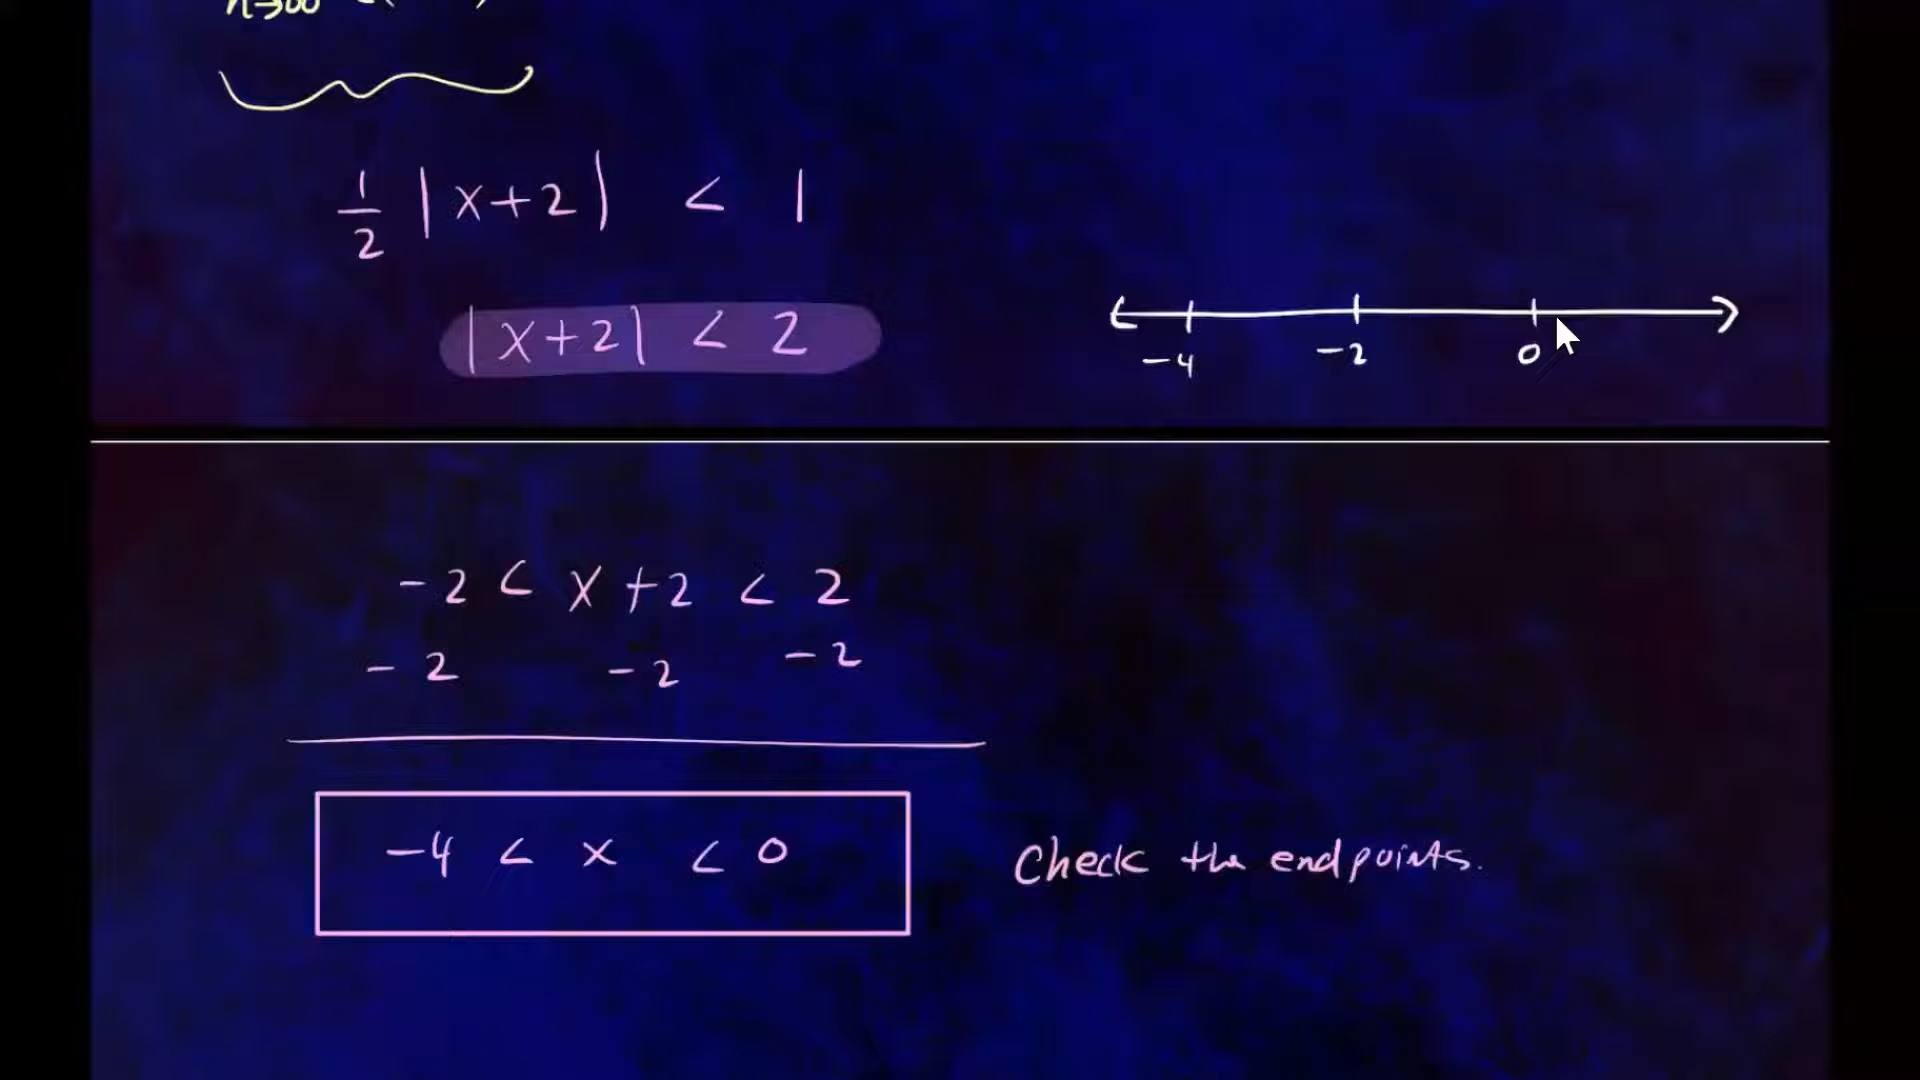 n→∞
1/2 |x+2| < 1
|x+2| < 2
-4 -2 0
-2 < x+2 < 2
-2 -2 -2
-4 < x < 0
Check the endpoints.